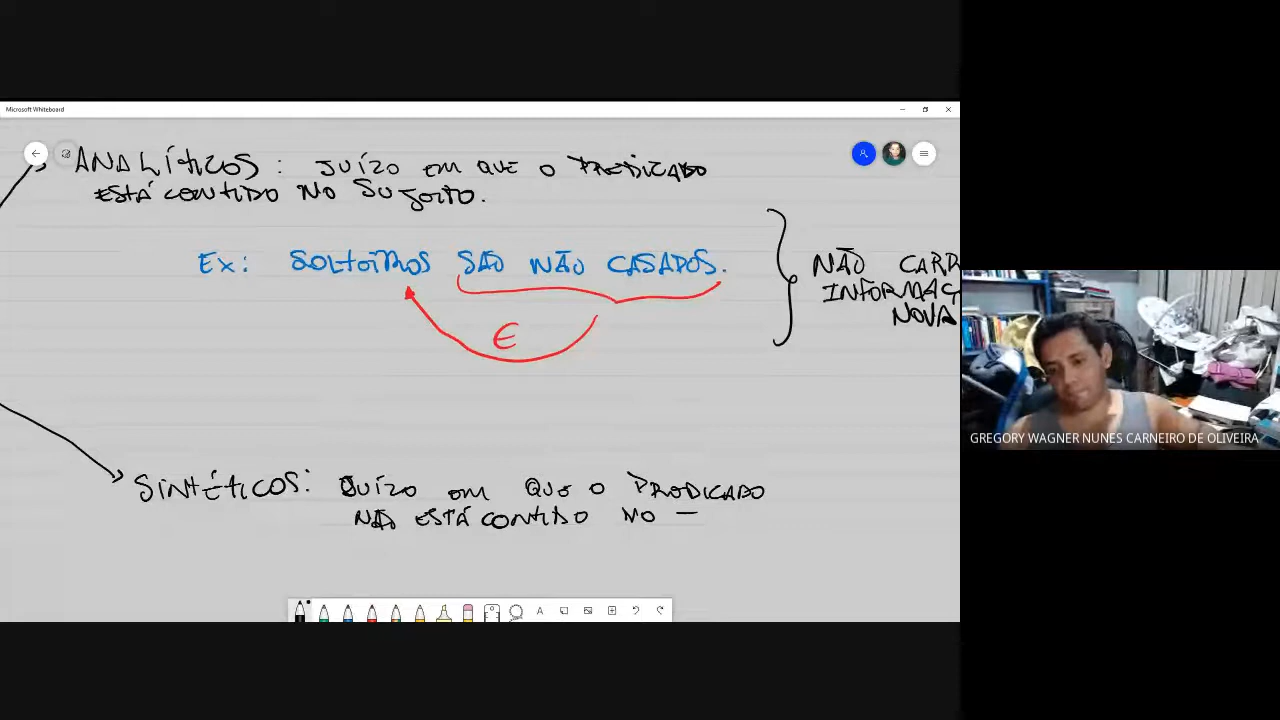 Microsoft Whiteboard
ANALÍTICOS: JUÍZO EM QUE O PREDICADO
ESTÁ CONTIDO NO SUJEITO.
EX: SOLTEIROS SÃO NÃO CASADOS.
NÃO CARR
INFORMAÇ
NOVA
E
GREGORY WAGNER NUNES CARNEIRO DE OLIVEIRA
SINTÉTICOS: JUÍZO EM QUE O PREDICADO
NÃO ESTÁ CONTIDO NO
A